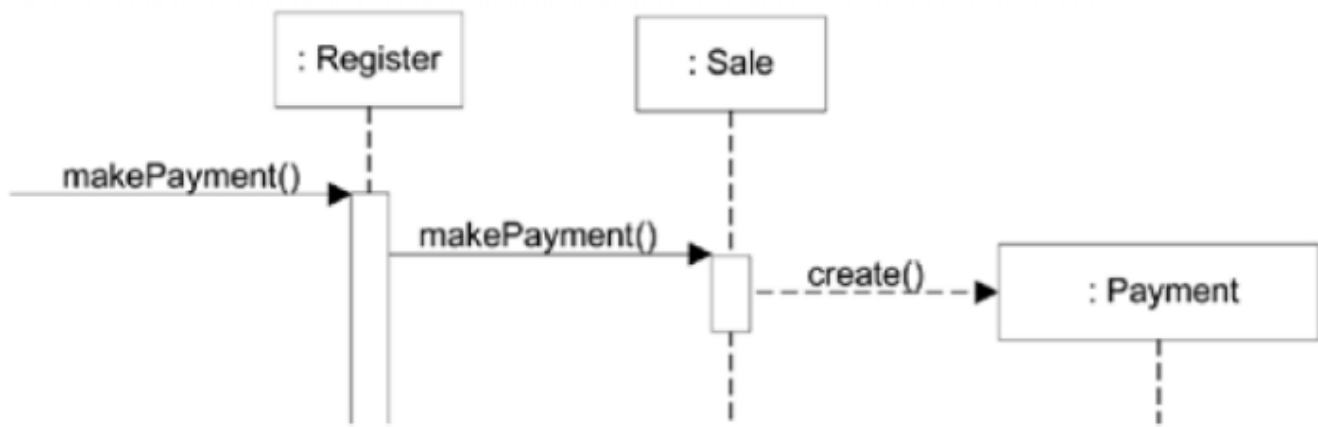 : Register
: Sale
makePayment()
makePayment()
create()
: Payment